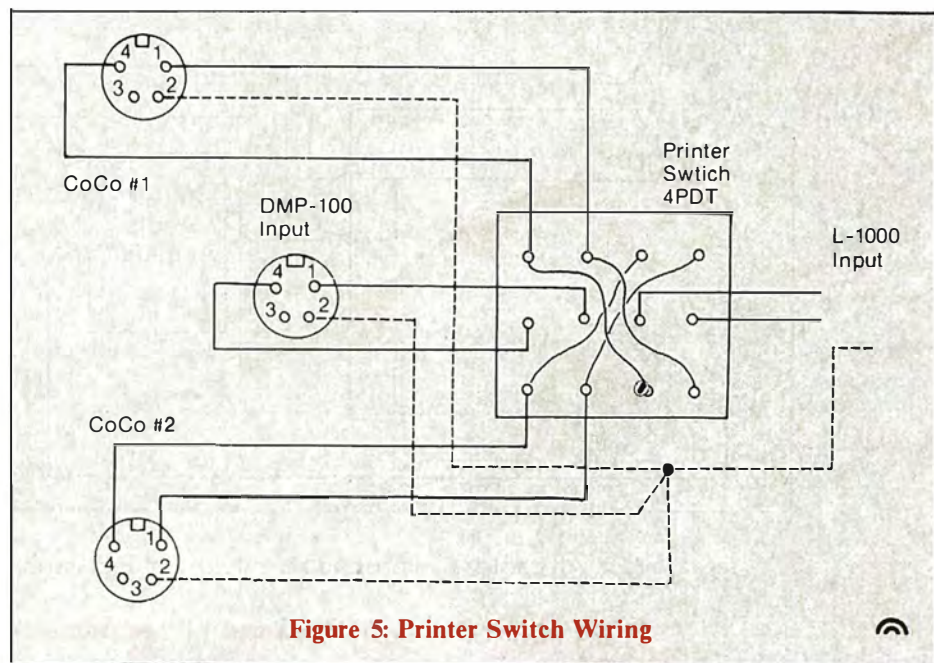 4 1
3 2
CoCo #1
Printer
Swtich
4PDT
DMP-100
Input
L-1000
Input
4 1
3 2
CoCo #2
1
4 2
3
Figure 5: Printer Switch Wiring